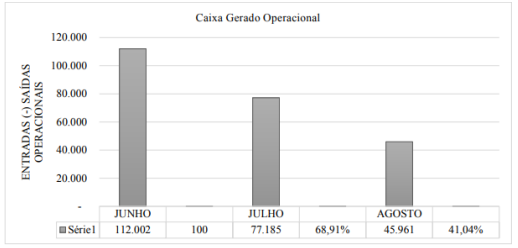 Caixa Gerado Operacional
ENTRADAS (-) SAÍDAS
OPERACIONAIS
120.000
100.000
80.000
60.000
40.000
20.000
-
JUNHO JULHO AGOSTO
Série1 112.002 100 77.185 68,91% 45.961 41,04%